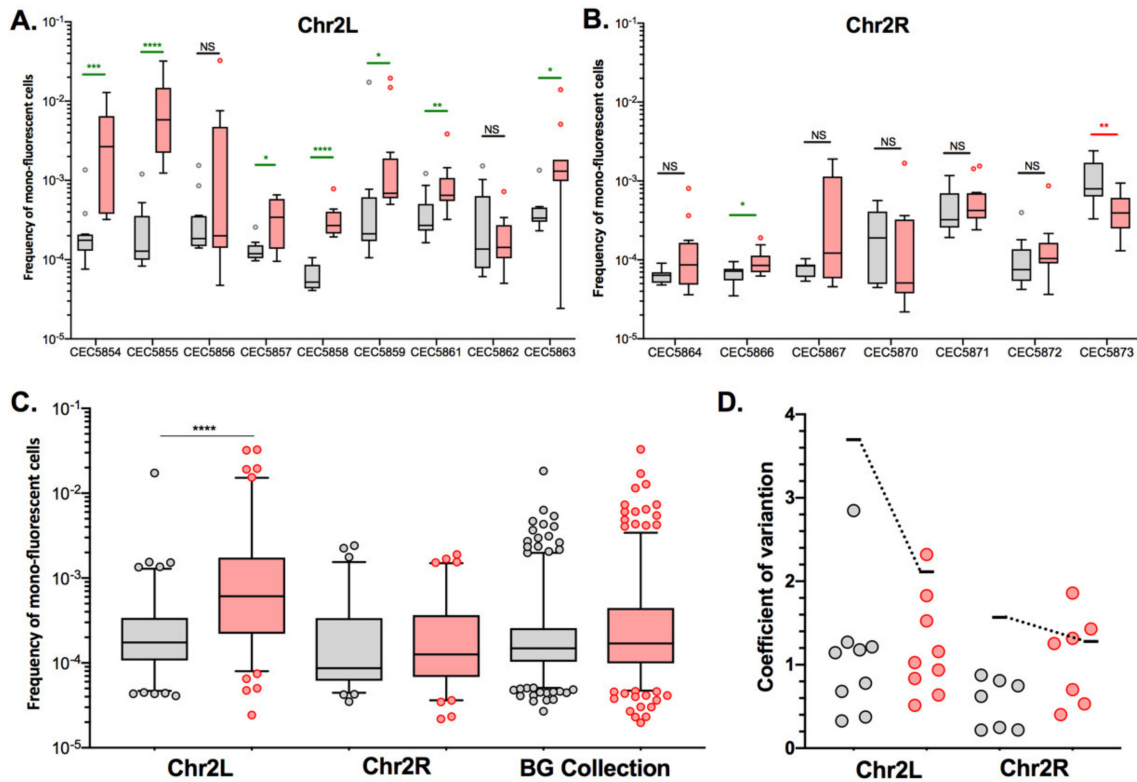 A.
Chr2L
Frequency of mono-fluorescent cells
10-1
10-2
10-3
10-4
10-5
***
****
NS
*
****
*
**
NS
*
CEC5854 CEC5855 CEC5856 CEC5857 CEC5858 CEC5859 CEC5861 CEC5862 CEC5863
B.
Chr2R
Frequency of mono-fluorescent cells
10-1
10-2
10-3
10-4
10-5
NS
*
NS
NS
NS
NS
**
CEC5864 CEC5866 CEC5867 CEC5870 CEC5871 CEC5872 CEC5873
C.
Frequency of mono-fluorescent cells
10-1
10-2
10-3
10-4
10-5
****
Chr2L Chr2R BG Collection
D.
Coefficient of variantion
4
3
2
1
0
Chr2L Chr2R